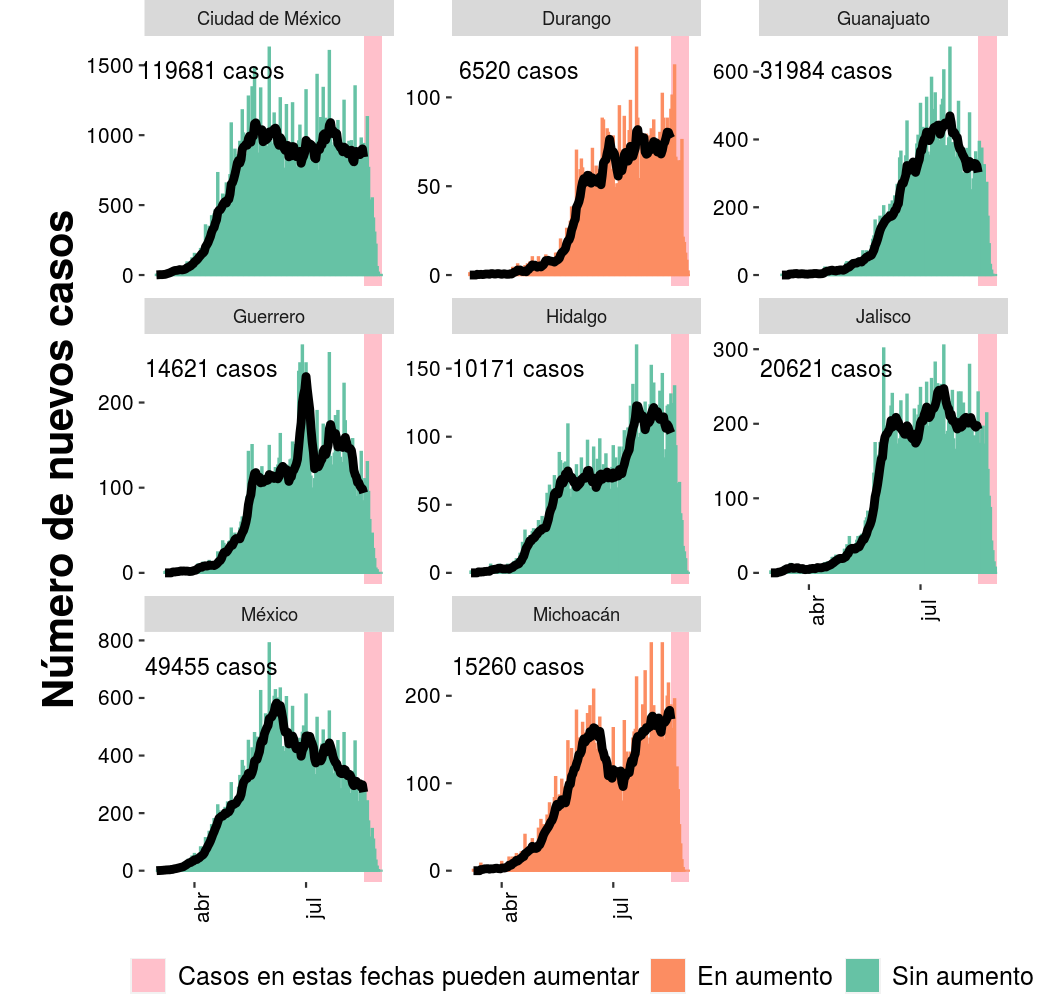 Número de nuevos casos
Ciudad de México
Durango
Guanajuato
119681 casos
6520 casos
31984 casos
1500
1000
500
0
100
50
0
600
400
200
0
Guerrero
Hidalgo
Jalisco
14621 casos
10171 casos
20621 casos
200
100
0
150
100
50
0
300
200
100
0
abr
jul
México
Michoacán
49455 casos
15260 casos
800
600
400
200
0
200
100
0
abr
jul
abr
jul
Casos en estas fechas pueden aumentar
En aumento
Sin aumento